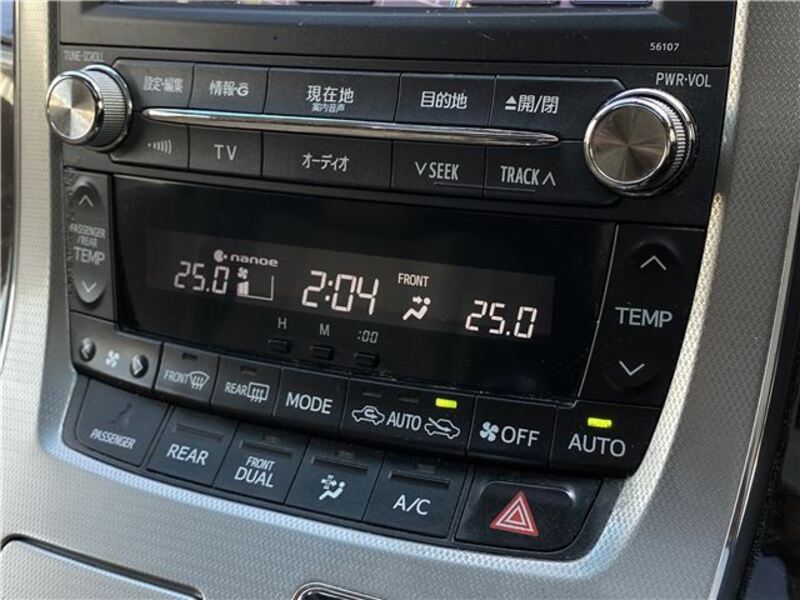 56107
TUNE·SCROLL
PWR·VOL
設定·編集
情報·G
現在地
案内音声
目的地
▲開/閉
TV
オーディオ
∨SEEK
TRACK∧
PASSENGER
/REAR
TEMP
nanoe
25.0
2:04
FRONT
25.0
H
M
:00
TEMP
FRONT
REAR
MODE
AUTO
OFF
AUTO
PASSENGER
REAR
FRONT
DUAL
A/C